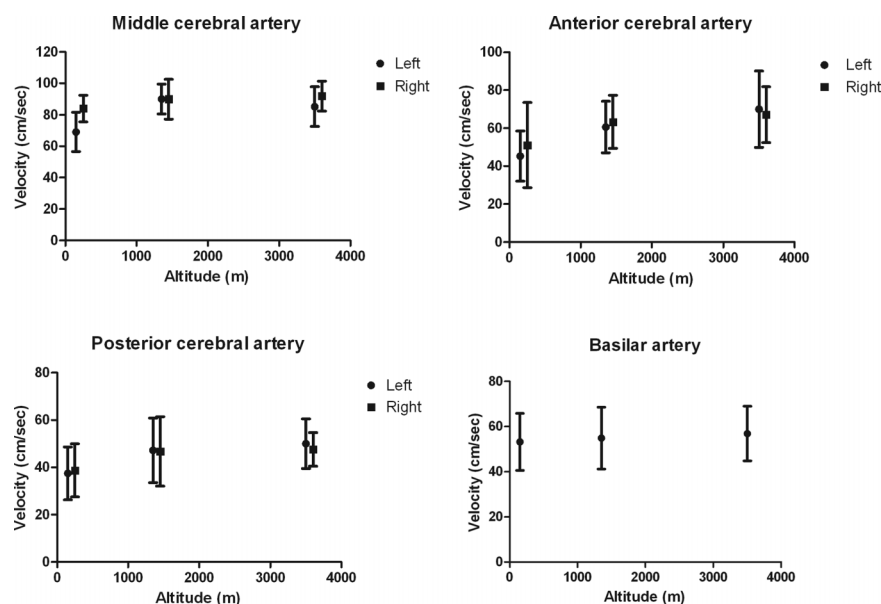 Middle cerebral artery
120
100
80
60
40
20
0
Velocity (cm/sec)
0 1000 2000 3000 4000
Altitude (m)
Left
Right
Anterior cerebral artery
100
80
60
40
20
0
Velocity (cm/sec)
0 1000 2000 3000 4000
Altitude (m)
Left
Right
Posterior cerebral artery
80
60
40
20
0
Velocity (cm/sec)
0 1000 2000 3000 4000
Altitude (m)
Left
Right
Basilar artery
80
60
40
20
0
Velocity (cm/sec)
0 1000 2000 3000 4000
Altitude (m)